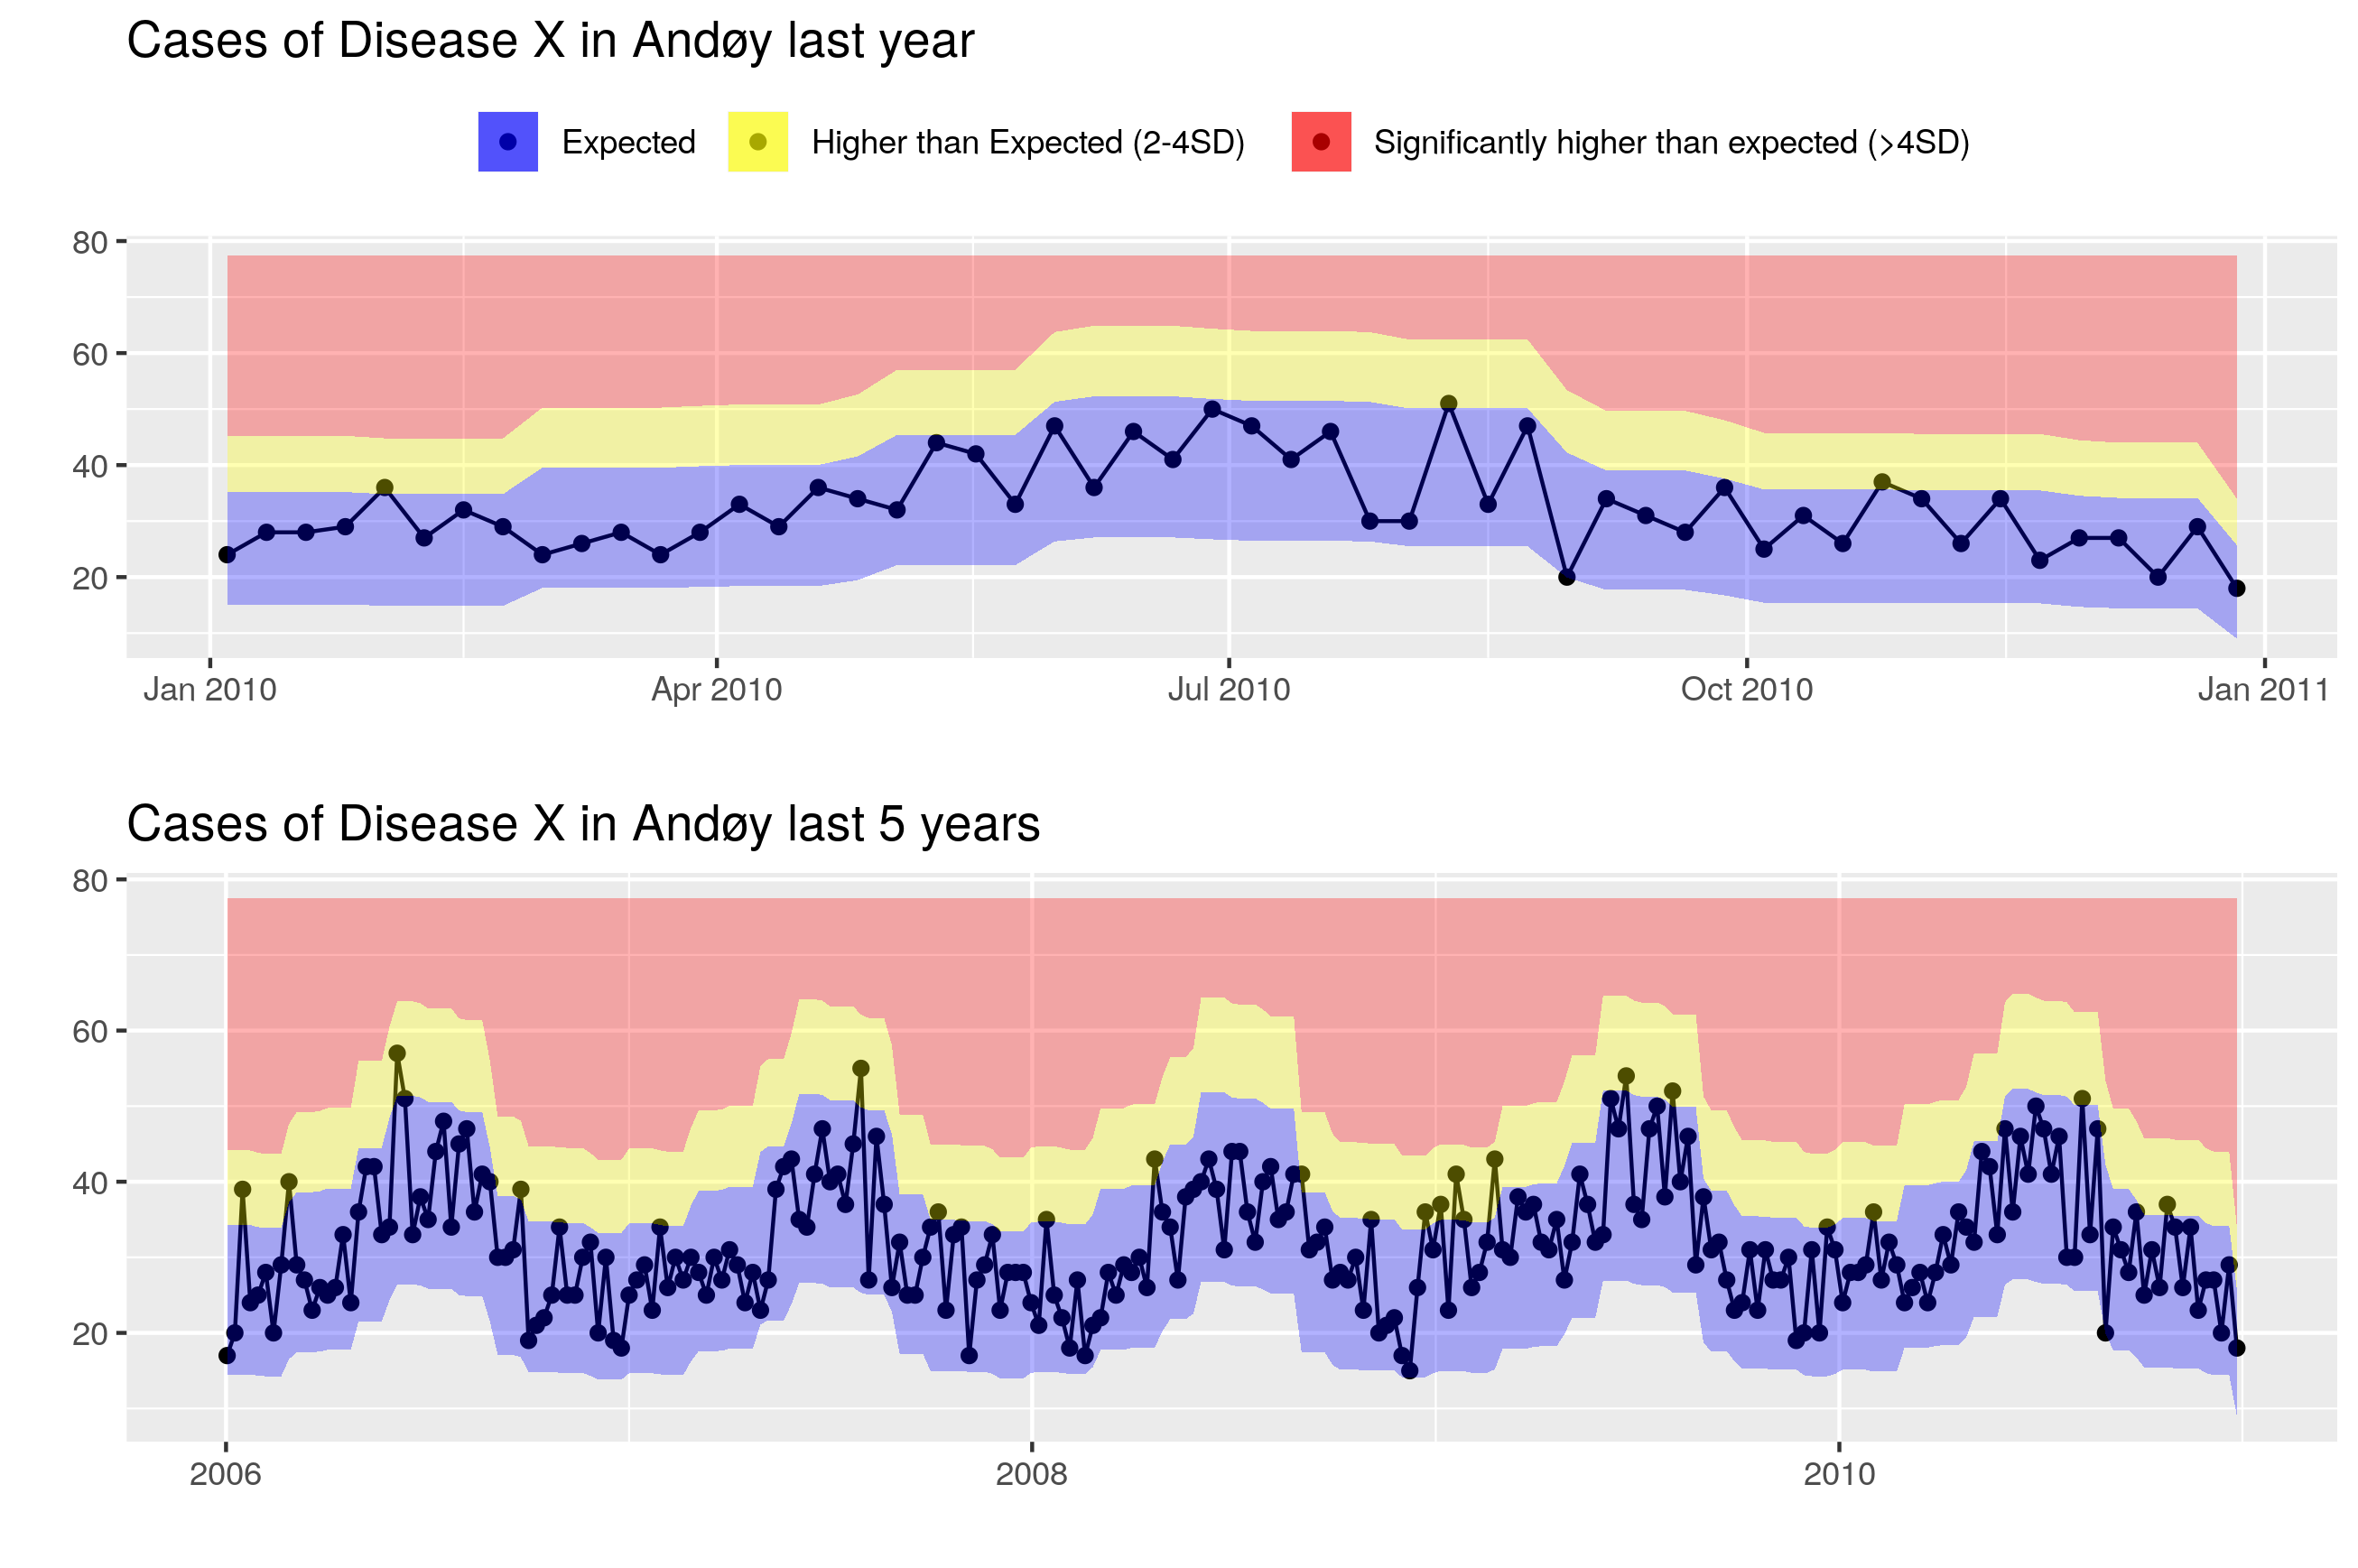 Cases of Disease X in Andøy last year
Expected Higher than Expected (2-4SD) Significantly higher than expected (>4SD)
80
60
40
20
Jan 2010 Apr 2010 Jul 2010 Oct 2010 Jan 2011
Cases of Disease X in Andøy last 5 years
80
60
40
20
2006 2008 2010